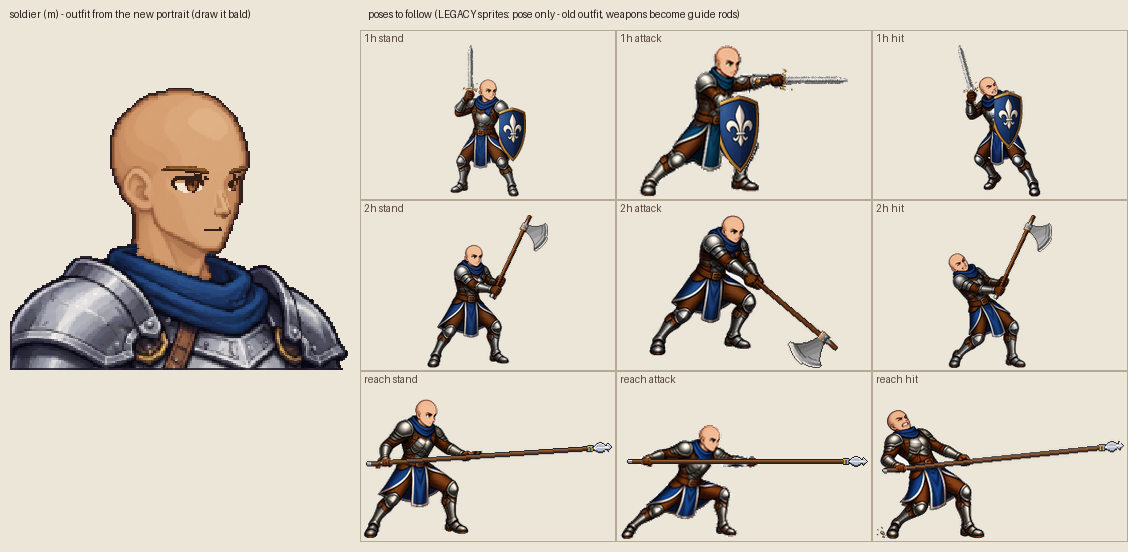 soldier (m) - outfit from the new portrait (draw it bald)
poses to follow (LEGACY sprites: pose only - old outfit, weapons become guide rods)
1h stand
1h attack
1h hit
2h stand
2h attack
2h hit
reach stand
reach attack
reach hit